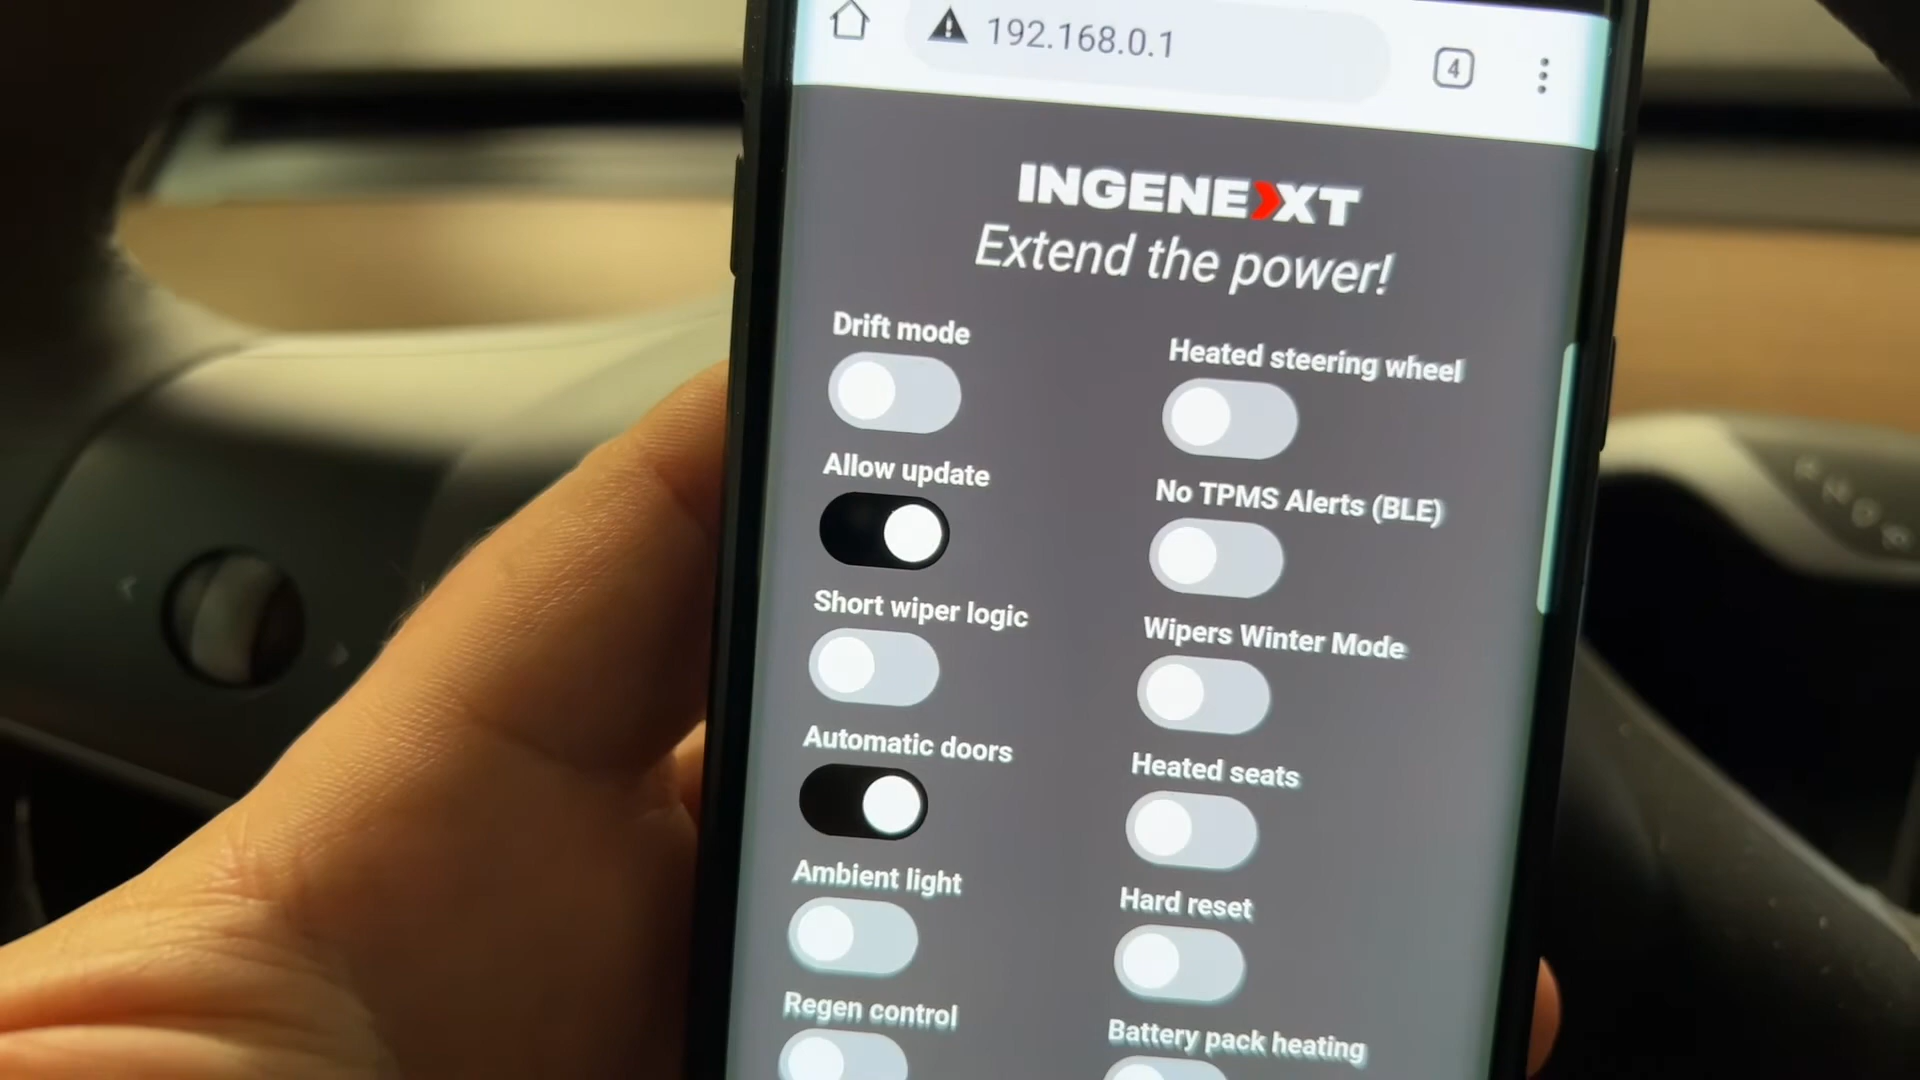 192.168.0.1
4
INGENEXT
Extend the power!
Drift mode
Heated steering wheel
Allow update
No TPMS Alerts (BLE)
Short wiper logic
Wipers Winter Mode
Automatic doors
Heated seats
Ambient light
Hard reset
Regen control
Battery pack heating